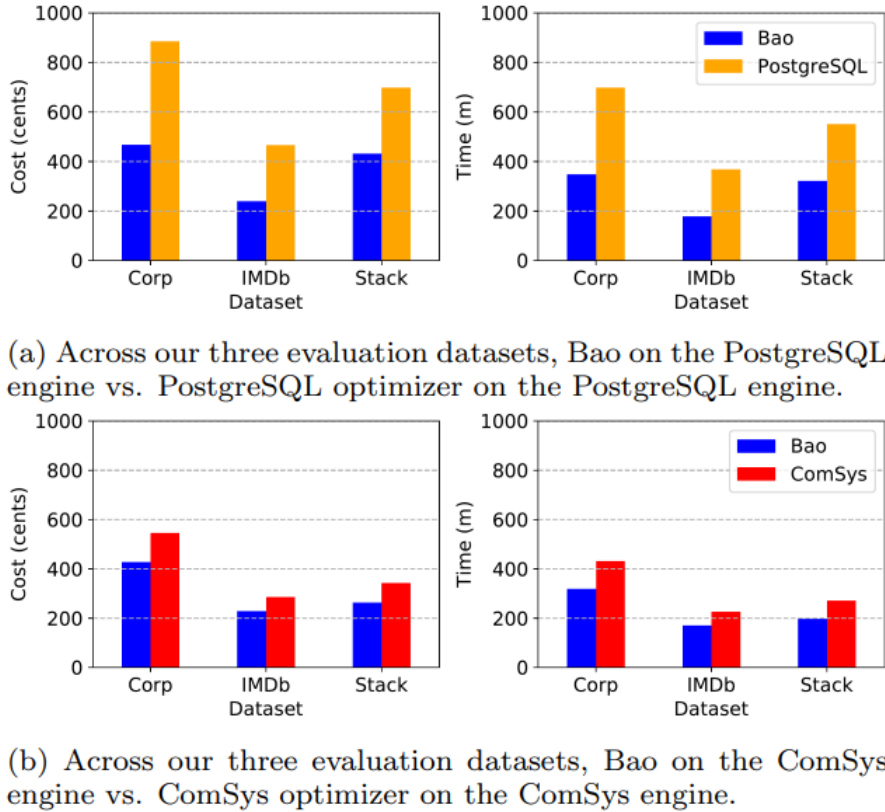 1000
800
600
400
200
0
Cost (cents)
Corp
IMDb
Stack
Dataset
1000
800
600
400
200
0
Time (m)
Bao
PostgreSQL
Corp
IMDb
Stack
Dataset
(a) Across our three evaluation datasets, Bao on the PostgreSQL
engine vs. PostgreSQL optimizer on the PostgreSQL engine.
1000
800
600
400
200
0
Cost (cents)
Corp
IMDb
Stack
Dataset
1000
800
600
400
200
0
Time (m)
Bao
ComSys
Corp
IMDb
Stack
Dataset
(b) Across our three evaluation datasets, Bao on the ComSys
engine vs. ComSys optimizer on the ComSys engine.